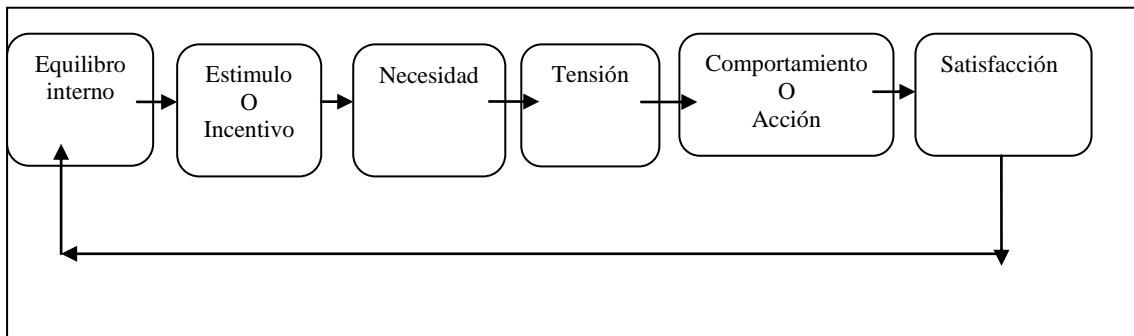 Equilibro
interno
Estimulo
O
Incentivo
Necesidad
Tensión
Comportamiento
O
Acción
Satisfacción